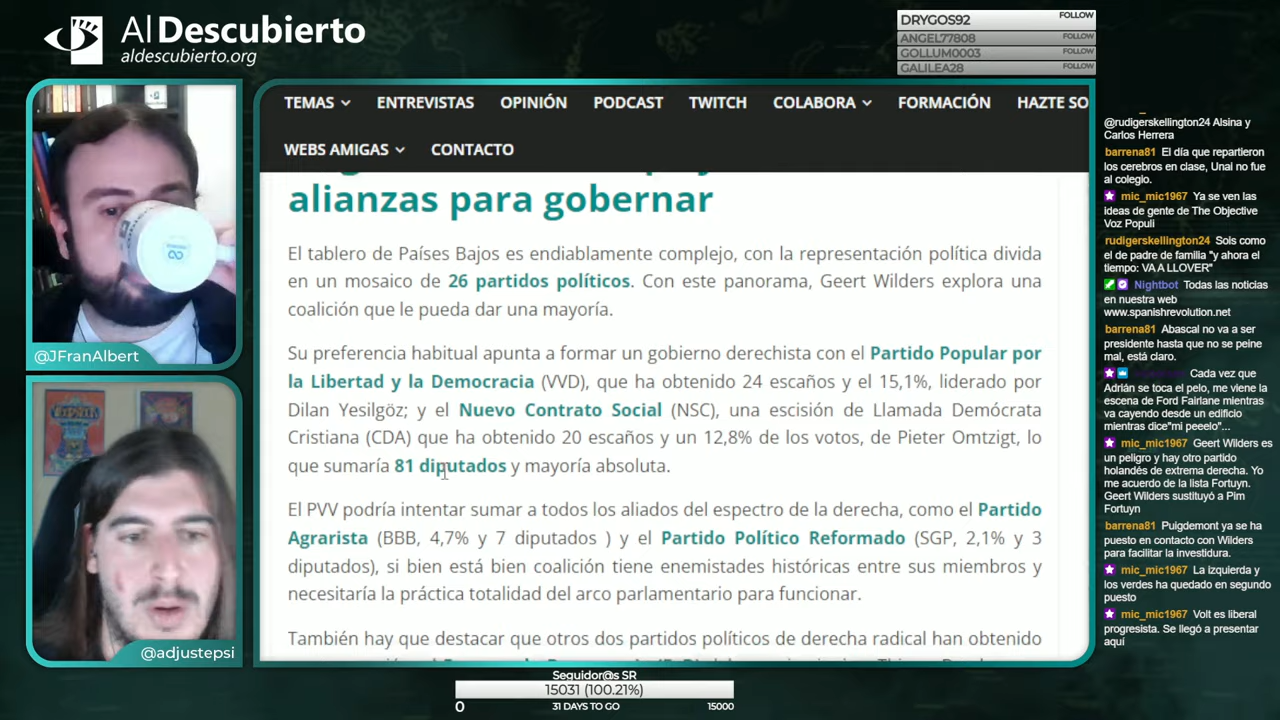 Al Descubierto
aldescubierto.org
DRYGOS92 FOLLOW
ANGEL77808 FOLLOW
GOLLUM0003 FOLLOW
GALILEA28 FOLLOW
TEMAS ENTREVISTAS OPINIÓN PODCAST TWITCH COLABORA FORMACIÓN HAZTE SO
WEBS AMIGAS CONTACTO
alianzas para gobernar
El tablero de Países Bajos es endiablamente complejo, con la representación política divida
en un mosaico de 26 partidos políticos. Con este panorama, Geert Wilders explora una
coalición que le pueda dar una mayoría.
Su preferencia habitual apunta a formar un gobierno derechista con el Partido Popular por
la Libertad y la Democracia (VVD), que ha obtenido 24 escaños y el 15,1%, liderado por
Dilan Yesilgöz; y el Nuevo Contrato Social (NSC), una escisión de Llamada Demócrata
Cristiana (CDA) que ha obtenido 20 escaños y un 12,8% de los votos, de Pieter Omtzigt, lo
que sumaría 81 diputados y mayoría absoluta.
El PVV podría intentar sumar a todos los aliados del espectro de la derecha, como el Partido
Agrarista (BBB, 4,7% y 7 diputados ) y el Partido Político Reformado (SGP, 2,1% y 3
diputados), si bien está bien coalición tiene enemistades históricas entre sus miembros y
necesitaría la práctica totalidad del arco parlamentario para funcionar.
También hay que destacar que otros dos partidos políticos de derecha radical han obtenido
@JFranAlbert
@adjustepsi
@rudigerskellington24 Alsina y
Carlos Herrera
barrena81 El día que repartieron
los cerebros en clase, Unai no fue
al colegio.
mic_mic1967 Ya se ven las
ideas de gente de The Objective
Voz Populi
rudigerskellington24 Sois como
el de padre de familia "y ahora el
tiempo: VA A LLOVER"
Nightbot Todas las noticias
en nuestra web
www.spanishrevolution.net
barrena81 Abascal no va a ser
presidente hasta que no se peine
mal, está claro.
Cada vez que
Adrián se toca el pelo, me viene la
escena de Ford Fairlane mientras
va cayendo desde un edificio
mientras dice"mi peeelo"...
mic_mic1967 Geert Wilders es
un peligro y hay otro partido
holandés de extrema derecha. Yo
me acuerdo de la lista Fortuyn.
Geert Wilders sustituyó a Pim
Fortuyn
barrena81 Puigdemont ya se ha
puesto en contacto con Wilders
para facilitar la investidura.
mic_mic1967 La izquierda y
los verdes ha quedado en segundo
puesto
mic_mic1967 Volt es liberal
progresista. Se llegó a presentar
aquí
Seguidor@s SR
15031 (100.21%)
0 31 DAYS TO GO 15000